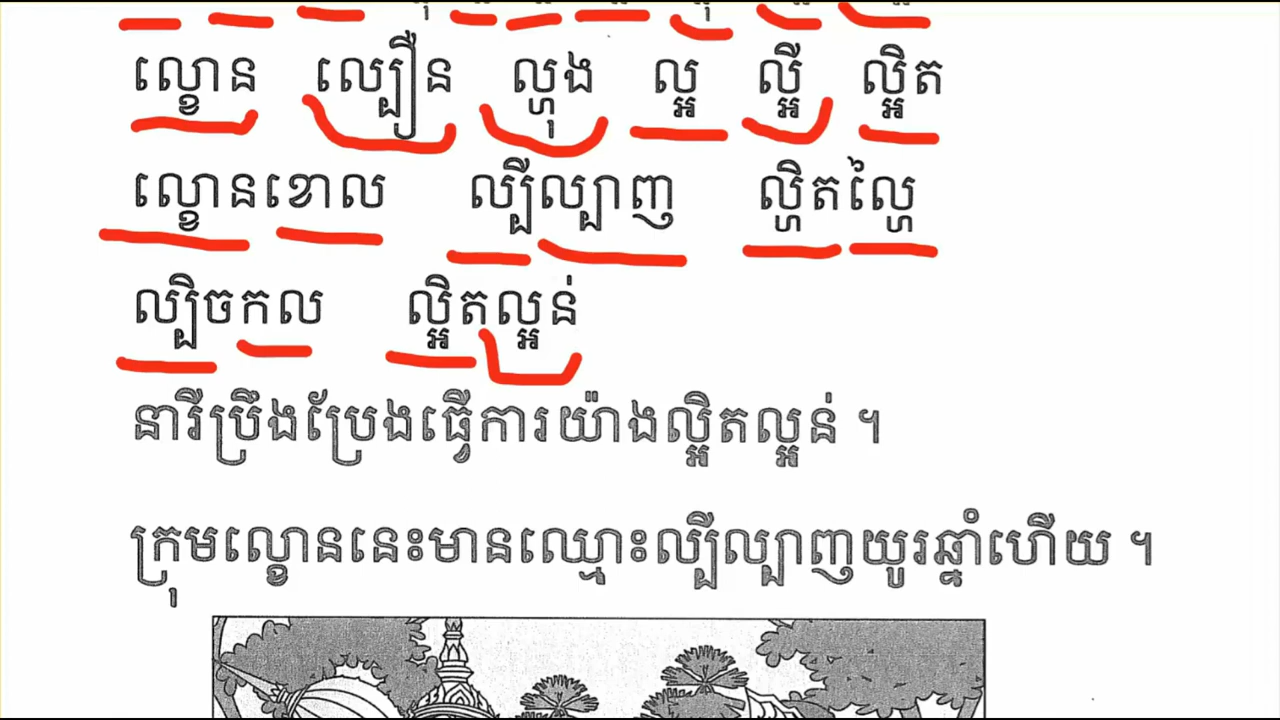 ល្ខោន ល្បឿន ល្ហុង ល្អ ល្អី ល្អិត
ល្ខោនខោល ល្បីល្បាញ ល្ហិតល្ហៃ
ល្បិចកល ល្អិតល្អន់
នារីប្រឹងប្រែងធ្វើការយ៉ាងល្អិតល្អន់ ។
ក្រុមល្ខោននេះមានឈ្មោះល្បីល្បាញយូរឆ្នាំហើយ ។